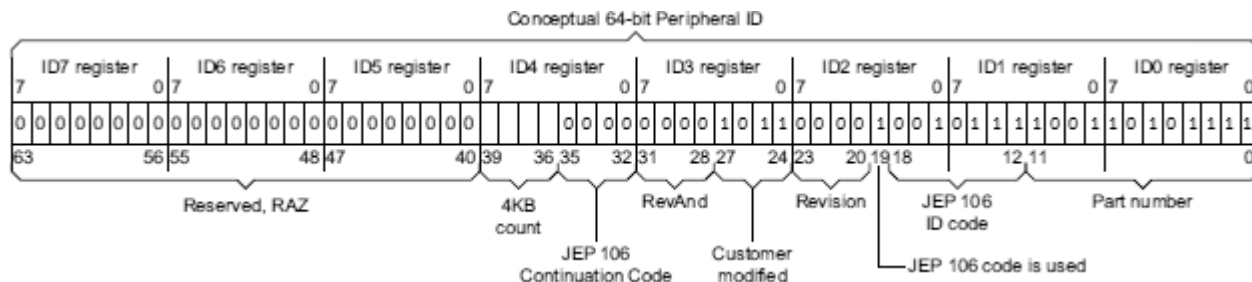 Conceptual 64-bit Peripheral ID
ID7 register ID6 register ID5 register ID4 register ID3 register ID2 register ID1 register ID0 register
7 0 7 0 7 0 7 0 7 0 7 0 7 0 7 0
0 0 0 0 0 0 0 0 0 0 0 0 0 0 0 0 0 0 0 0 0 0 0 0 0 0 0 0 0 0 0 0 1 0 1 1 0 0 0 0 1 0 0 1 0 1 1 1 1 0 0 1 1 0 1 0 1 1 1 1
63 56 55 48 47 40 39 36 35 32 31 28 27 24 23 20 19 18 12 11 0
Reserved, RAZ 4KB count RevAnd Revision JEP 106 ID code Part number
JEP 106 Continuation Code Customer modified JEP 106 code is used